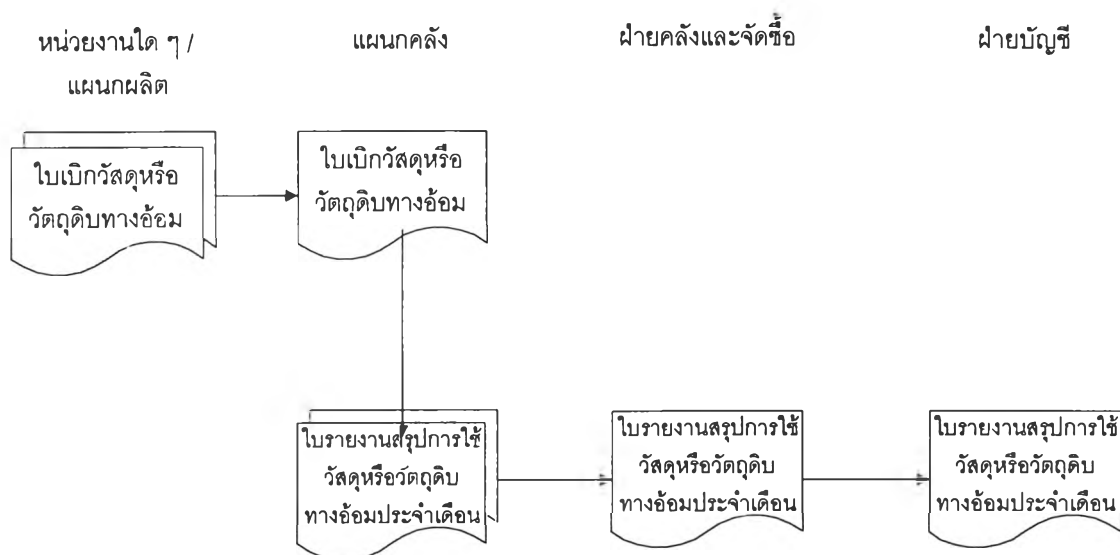 หน่วยงานใด ๆ /
แผนกผลิต
แผนกคลัง
ฝ่ายคลังและจัดซื้อ
ฝ่ายบัญชี
ใบเบิกวัสดุหรือ
วัตถุดิบทางอ้อม
ใบเบิกวัสดุหรือ
วัตถุดิบทางอ้อม
ใบรายงานสรุปการใช้
วัสดุหรือวัตถุดิบ
ทางอ้อมประจำเดือน
ใบรายงานสรุปการใช้
วัสดุหรือวัตถุดิบ
ทางอ้อมประจำเดือน
ใบรายงานสรุปการใช้
วัสดุหรือวัตถุดิบ
ทางอ้อมประจำเดือน